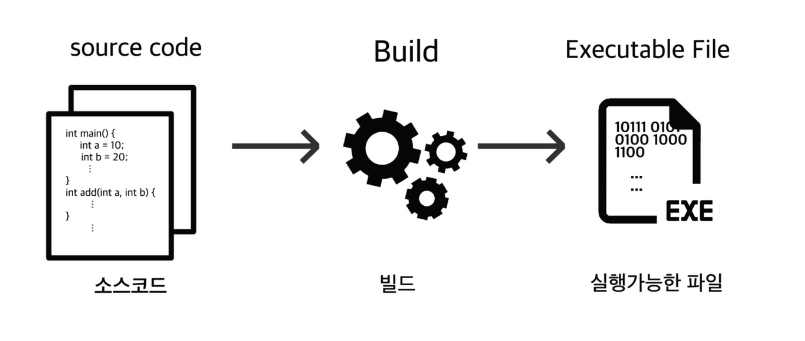 source code
Build
Executable File
int main() {
int a = 10;
int b = 20;
⋮
}
int add(int a, int b) {
⋮
}
⋮
10111 0101
0100 1000
1100
...
...
EXE
소스코드
빌드
실행가능한 파일